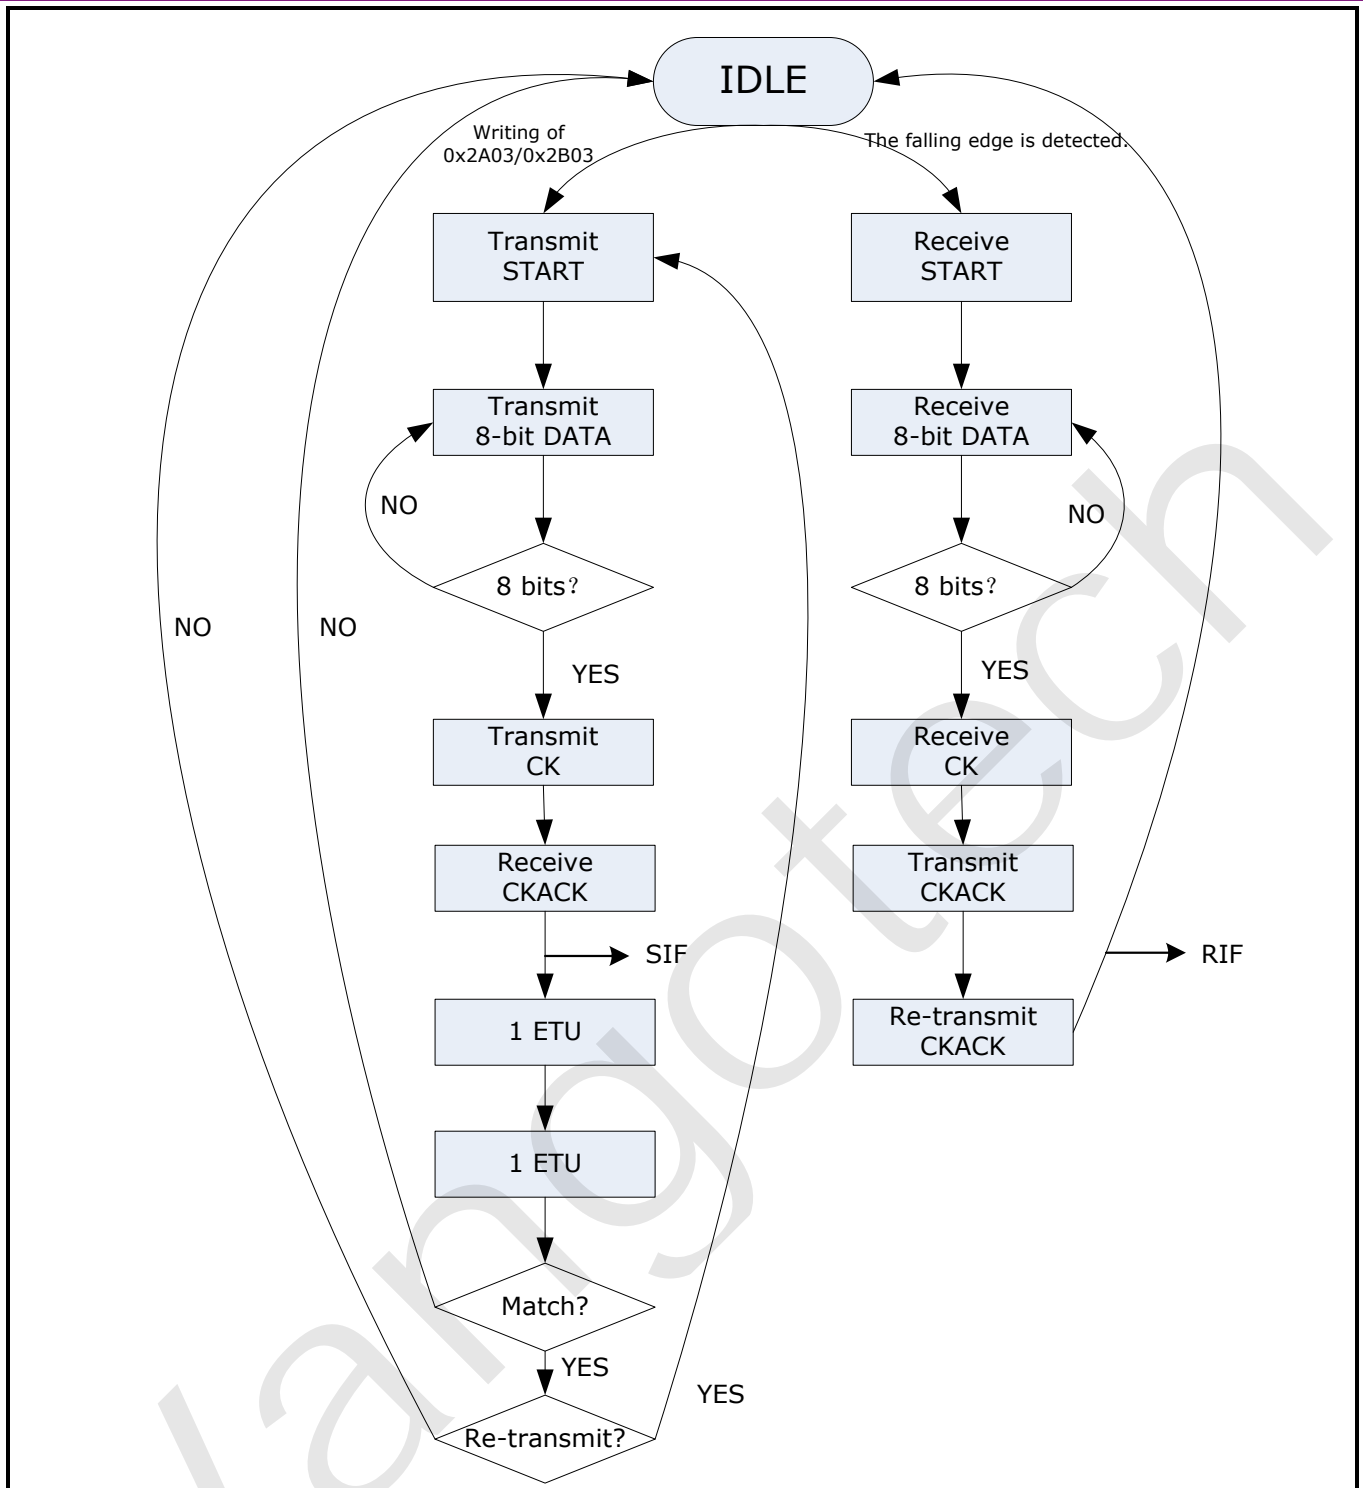 IDLE
Writing of
0x2A03/0x2B03
The falling edge is detected.
Transmit
START
Receive
START
Transmit
8-bit DATA
Receive
8-bit DATA
NO
NO
8 bits?
8 bits?
NO
NO
YES
YES
Transmit
CK
Receive
CK
Receive
CKACK
Transmit
CKACK
SIF
RIF
1 ETU
Re-transmit
CKACK
1 ETU
Match?
YES
YES
Re-transmit?
Vangotech